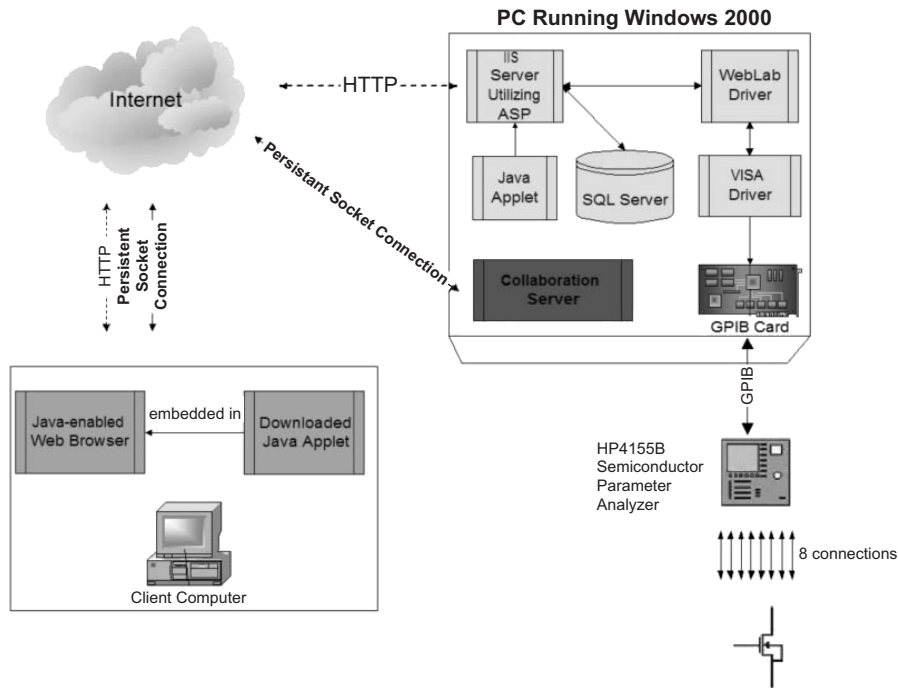 PC Running Windows 2000
Internet
HTTP
IIS
Server
Utilizing
ASP
WebLab
Driver
Java
Applet
SQL Server
VISA
Driver
Persistant Socket Connection
Collaboration
Server
GPIB Card
HTTP
Persistent
Socket
Connection
GPIB
Java-enabled
Web Browser
embedded in
Downloaded
Java Applet
Client Computer
HP4155B
Semiconductor
Parameter
Analyzer
8 connections